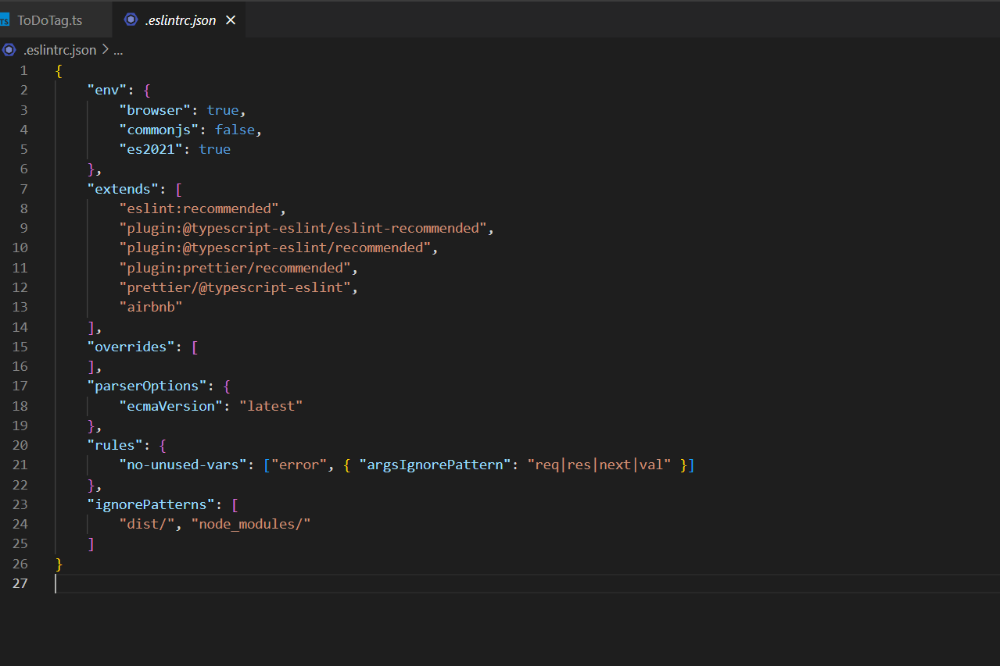 TS ToDoTag.ts .eslintrc.json ×
.eslintrc.json > ...
1 {
2     "env": {
3         "browser": true,
4         "commonjs": false,
5         "es2021": true
6     },
7     "extends": [
8         "eslint:recommended",
9         "plugin:@typescript-eslint/eslint-recommended",
10         "plugin:@typescript-eslint/recommended",
11         "plugin:prettier/recommended",
12         "prettier/@typescript-eslint",
13         "airbnb"
14     ],
15     "overrides": [
16     ],
17     "parserOptions": {
18         "ecmaVersion": "latest"
19     },
20     "rules": {
21         "no-unused-vars": ["error", { "argsIgnorePattern": "req|res|next|val" }]
22     },
23     "ignorePatterns": [
24         "dist/", "node_modules/"
25     ]
26 }
27